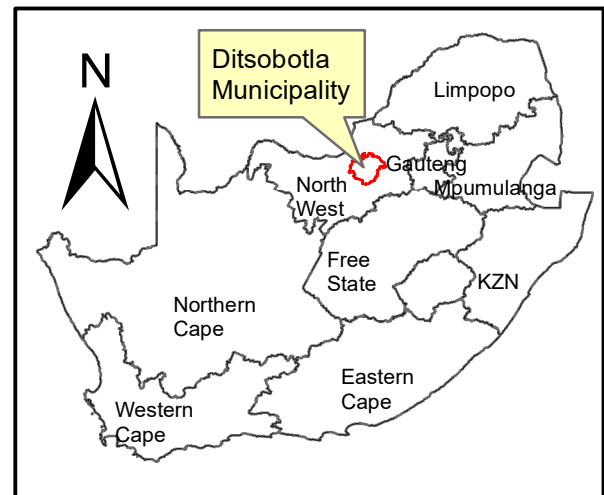 Ditsobotla
Municipality
N
Limpopo
Gauteng
Mpumulanga
North
West
Free
State
KZN
Northern
Cape
Eastern
Cape
Western
Cape